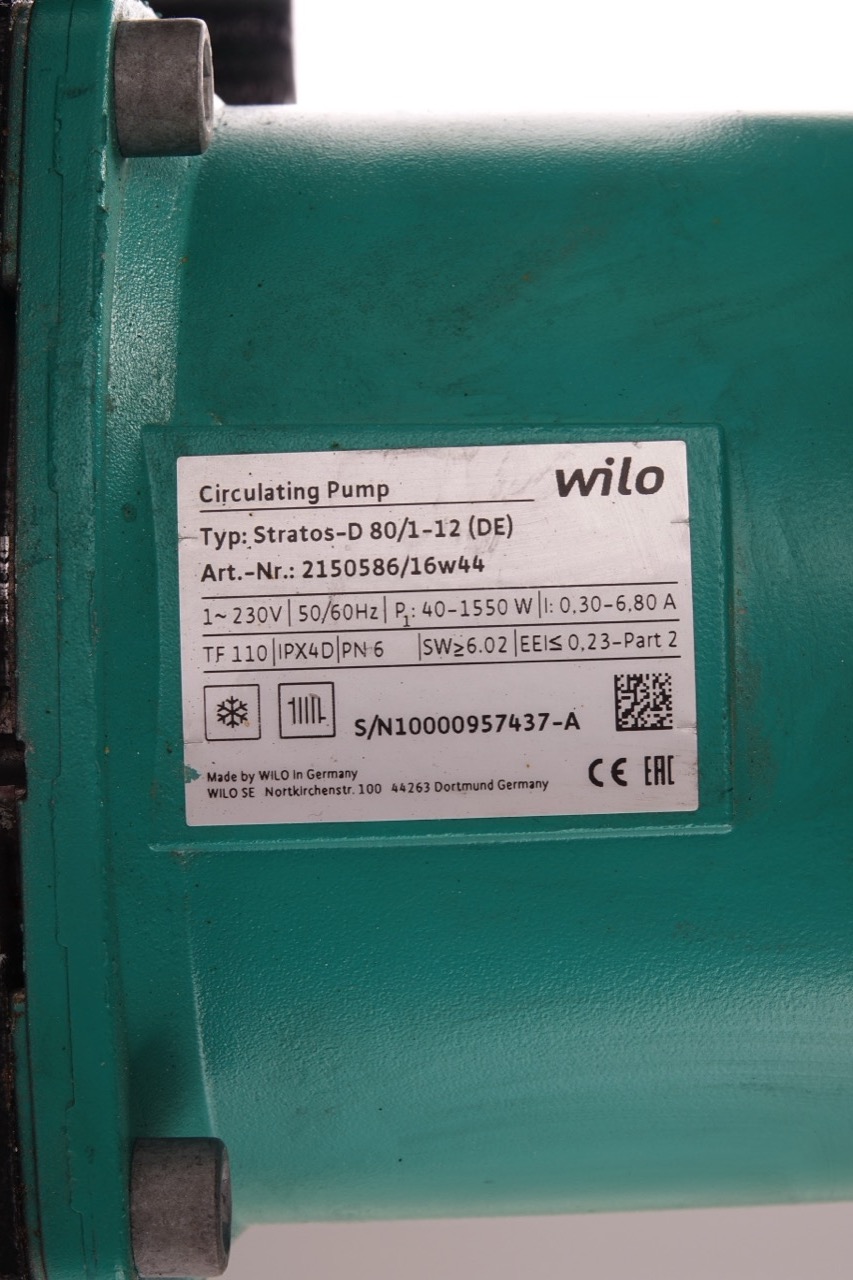 Circulating Pump
wilo
Typ: Stratos-D 80/1-12 (DE)
Art.-Nr.: 2150586/16w44
1~ 230V | 50/60Hz | P1: 40-1550 W | I: 0,30-6,80 A
TF 110 | IPX4D | PN 6 | SW≥6.02 | EEI≤ 0,23-Part 2
S/N10000957437-A
Made by WILO in Germany
WILO SE Nortkirchenstr. 100 44263 Dortmund Germany
CE EAC